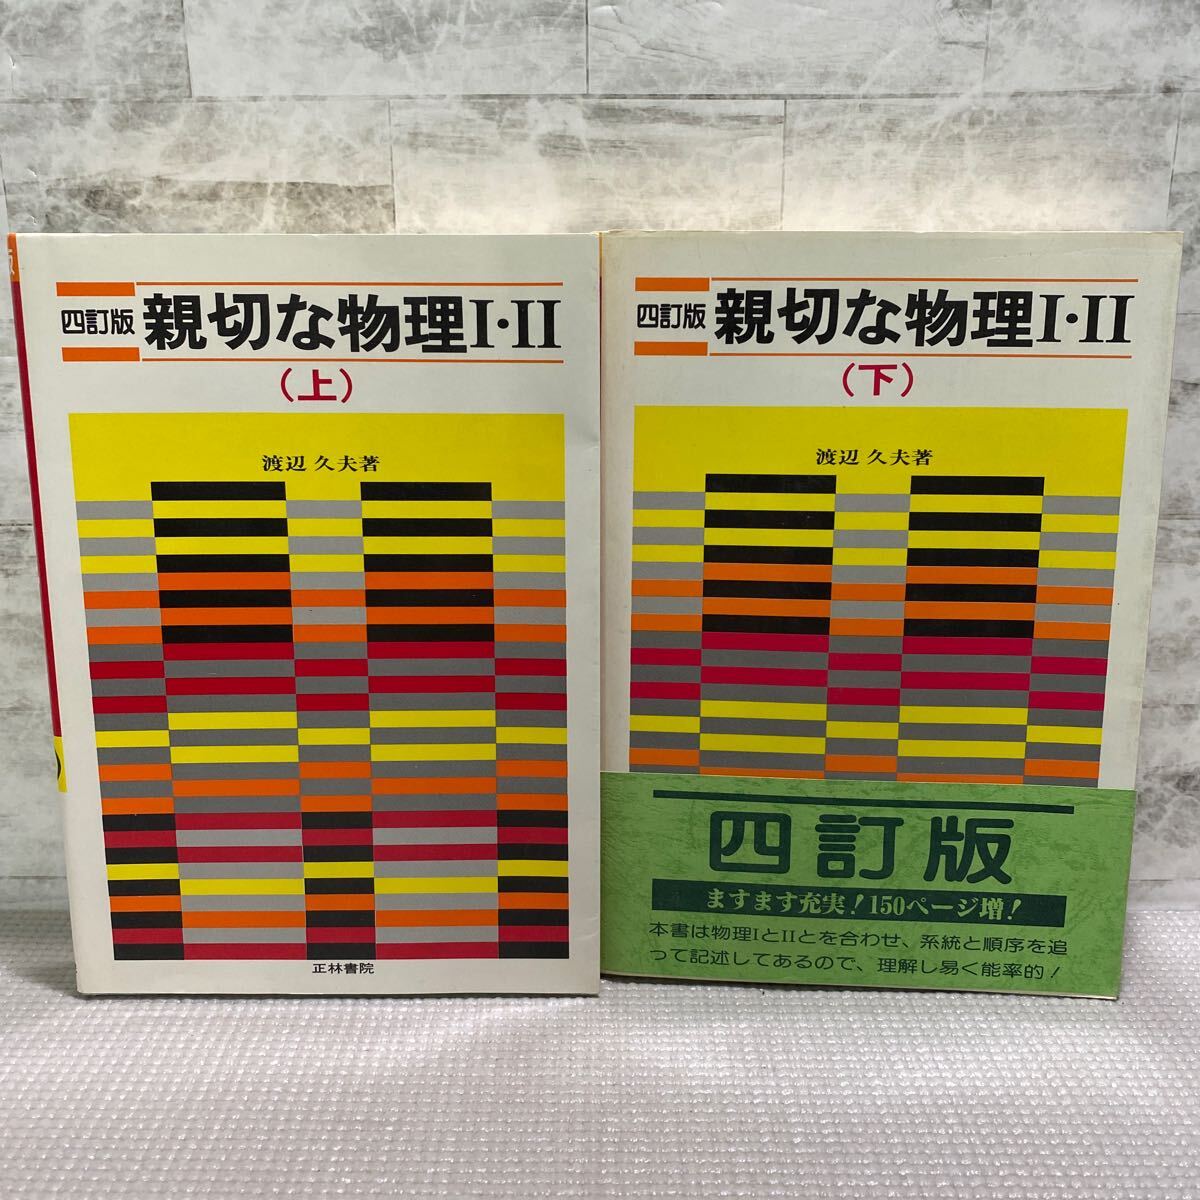 四訂版 親切な物理I・II
（上）
渡辺 久夫著
正林書院
四訂版 親切な物理I・II
（下）
渡辺 久夫著
四訂版
ますます充実！150ページ増！
本書は物理IとIIとを合わせ、系統と順序を追
って記述してあるので、理解し易く能率的！